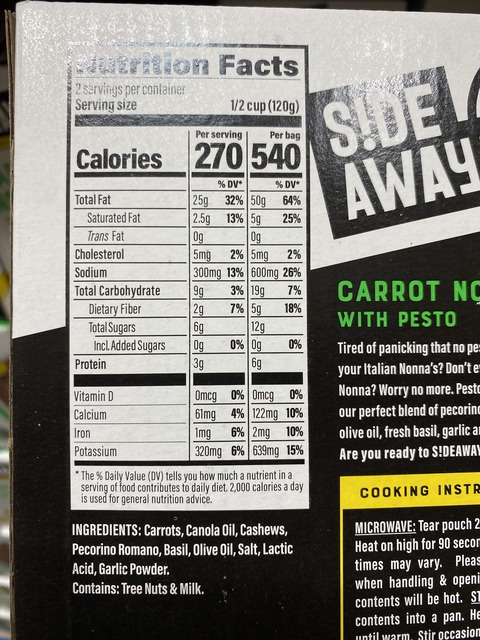 Nutrition Facts
2 servings per container
Serving size 1/2 cup (120g)
Per serving Per bag
Calories 270 540
% DV* % DV*
Total Fat 25g 32% 50g 64%
Saturated Fat 2.5g 13% 5g 25%
Trans Fat 0g 0g
Cholesterol 5mg 2% 5mg 2%
Sodium 300mg 13% 600mg 26%
Total Carbohydrate 9g 3% 19g 7%
Dietary Fiber 2g 7% 5g 18%
Total Sugars 6g 12g
Incl. Added Sugars 0g 0% 0g 0%
Protein 3g 6g
Vitamin D 0mcg 0% 0mcg 0%
Calcium 61mg 4% 122mg 10%
Iron 1mg 6% 2mg 10%
Potassium 320mg 6% 639mg 15%
* The % Daily Value (DV) tells you how much a nutrient in a
serving of food contributes to daily diet. 2,000 calories a day
is used for general nutrition advice.
INGREDIENTS: Carrots, Canola Oil, Cashews,
Pecorino Romano, Basil, Olive Oil, Salt, Lactic
Acid, Garlic Powder.
Contains: Tree Nuts & Milk.
S!DE
AWAY
CARROT NO
WITH PESTO
Tired of panicking that no pes
your Italian Nonna's? Don't e
Nonna? Worry no more. Pesto
our perfect blend of pecorino
olive oil, fresh basil, garlic a
Are you ready to S!DEAWAY
COOKING INSTR
MICROWAVE: Tear pouch 2
Heat on high for 90 secon
times may vary. Pleas
when handling & openi
contents will be hot. ST
contents into a pan. He
until warm. Stir occasion